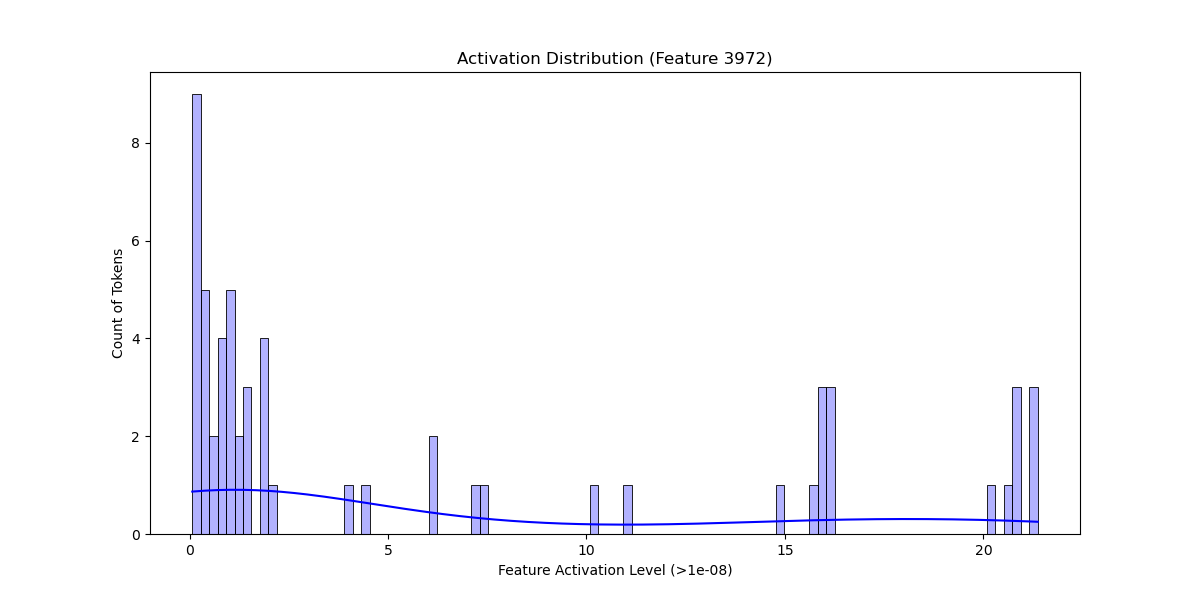 Activation Distribution (Feature 3972)
Count of Tokens
8
6
4
2
0
0 5 10 15 20
Feature Activation Level (>1e-08)